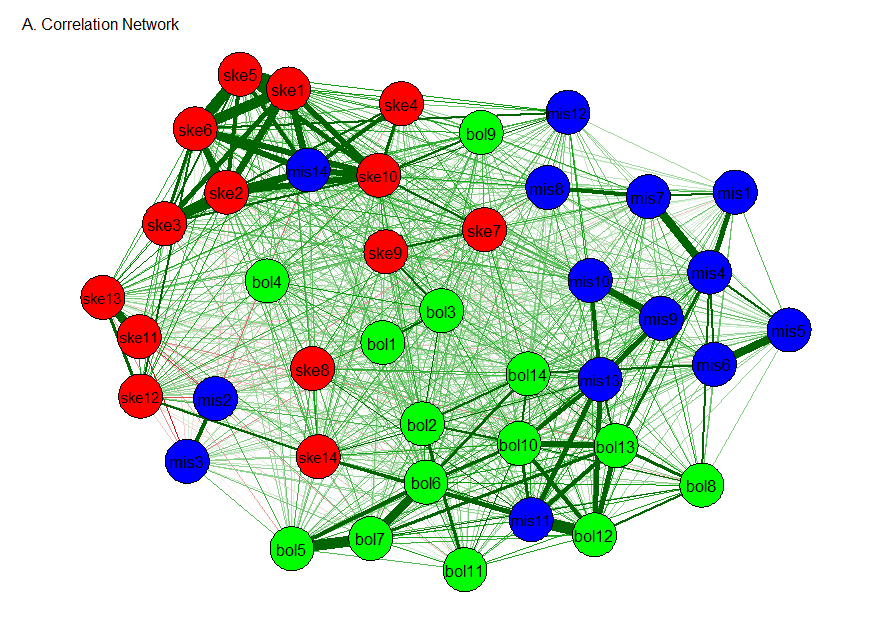 A. Correlation Network
ske5
ske1
ske4
mis12
ske6
bol9
mis14
ske10
mis8
ske2
mis7
mis1
ske3
ske7
ske9
mis4
bol4
mis10
ske13
bol3
mis9
mis5
ske11
bol1
mis6
ske8
bol14
mis13
ske12
mis2
bol2
bol10
bol13
mis3
ske14
bol6
bol8
mis11
bol12
bol5
bol7
bol11